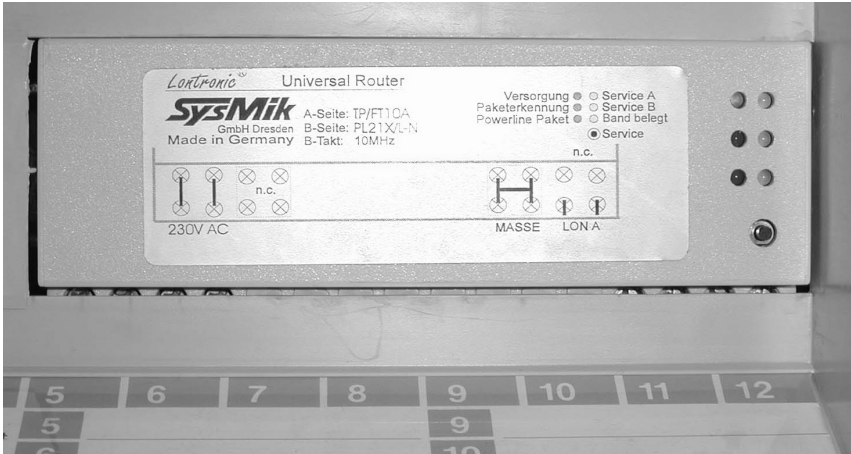 Lontronic® Universal Router
SysMik
GmbH Dresden
Made in Germany
A-Seite: TP/FT10A
B-Seite: PL21X/L-N
B-Takt: 10MHz
Versorgung Service A
Paketerkennung Service B
Powerline Paket Band belegt
Service
n.c.
n.c.
230V AC MASSE LON A
5 6 7 8 9 10 11 12
5 9
6 10